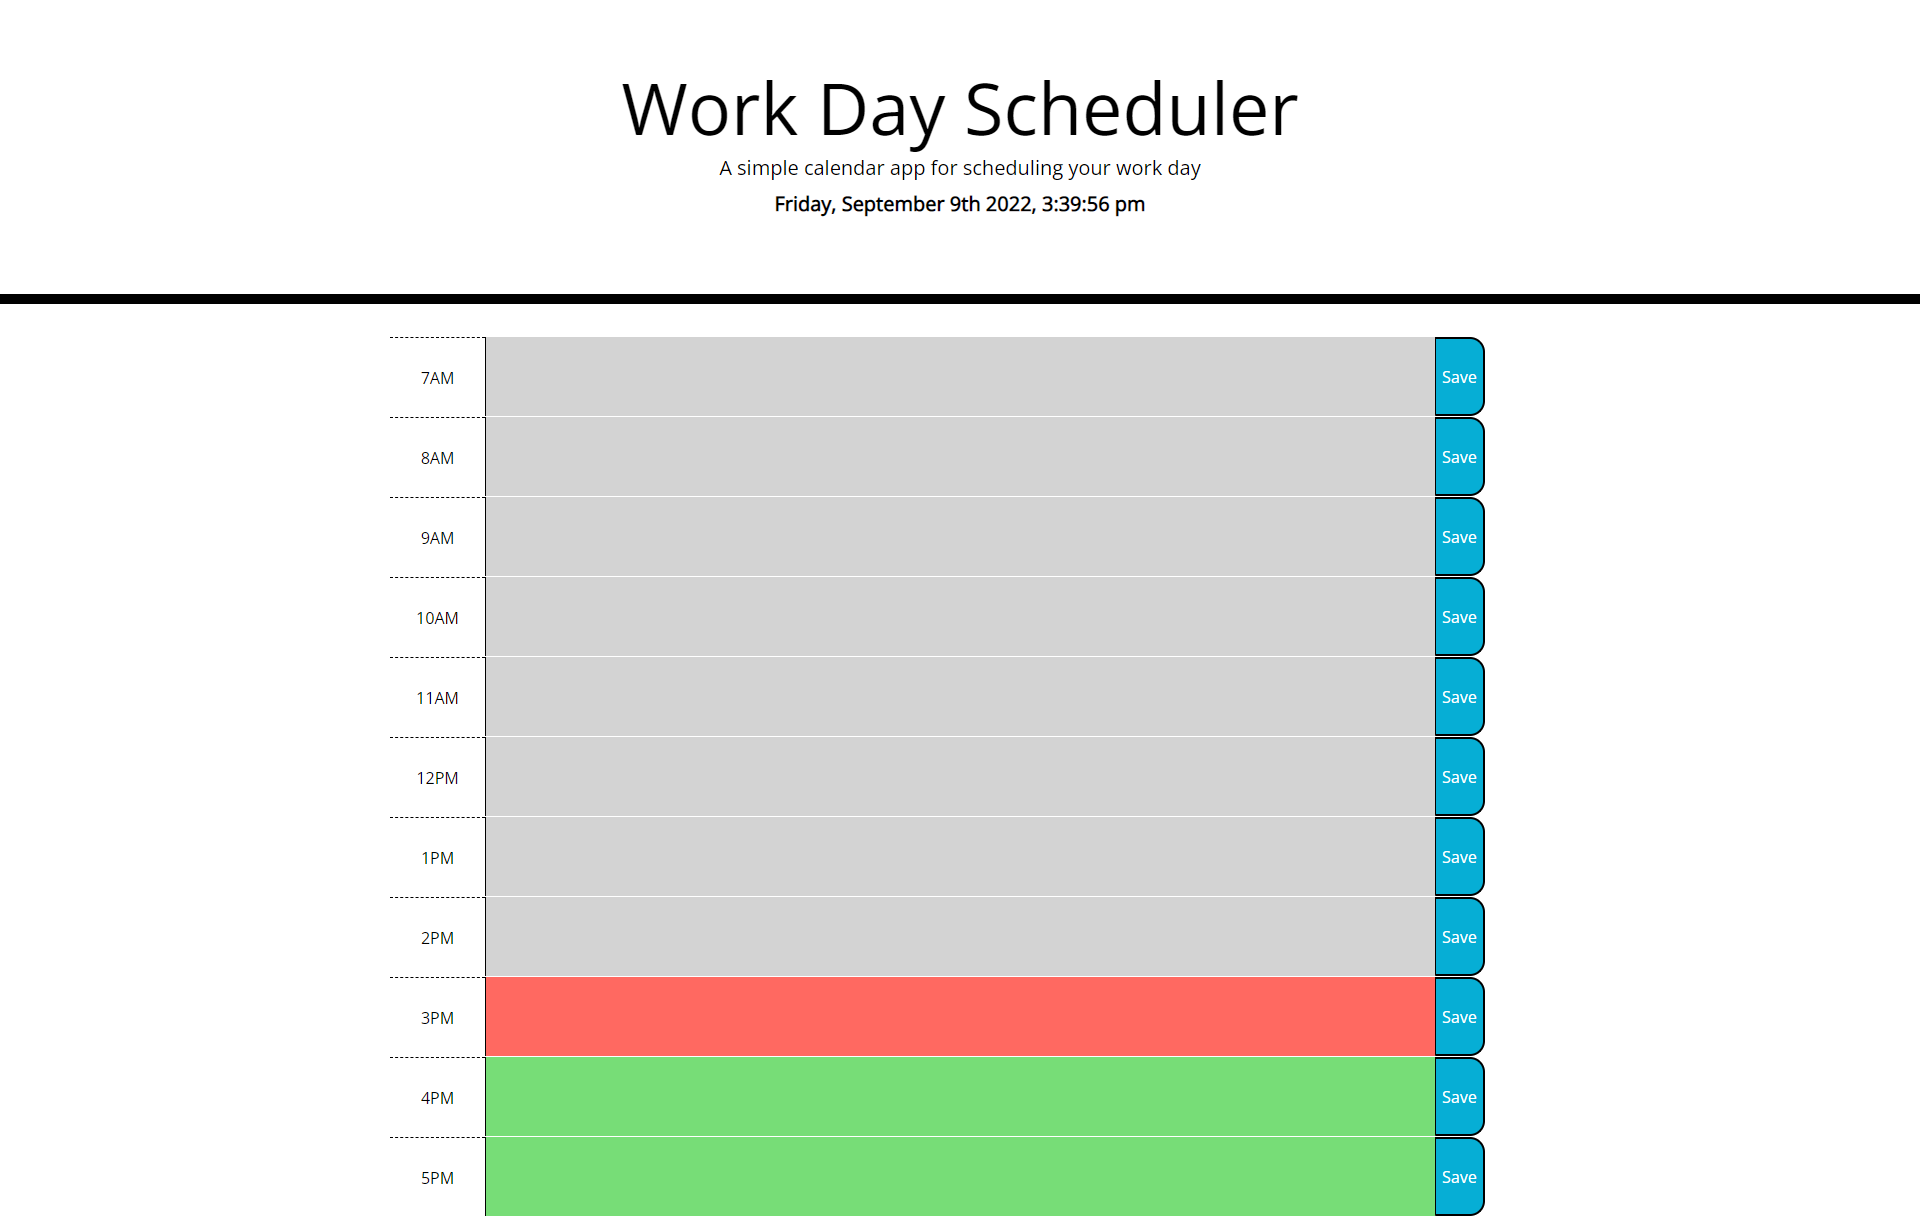 Work Day Scheduler
A simple calendar app for scheduling your work day
Friday, September 9th 2022, 3:39:56 pm
7AM Save
8AM Save
9AM Save
10AM Save
11AM Save
12PM Save
1PM Save
2PM Save
3PM Save
4PM Save
5PM Save